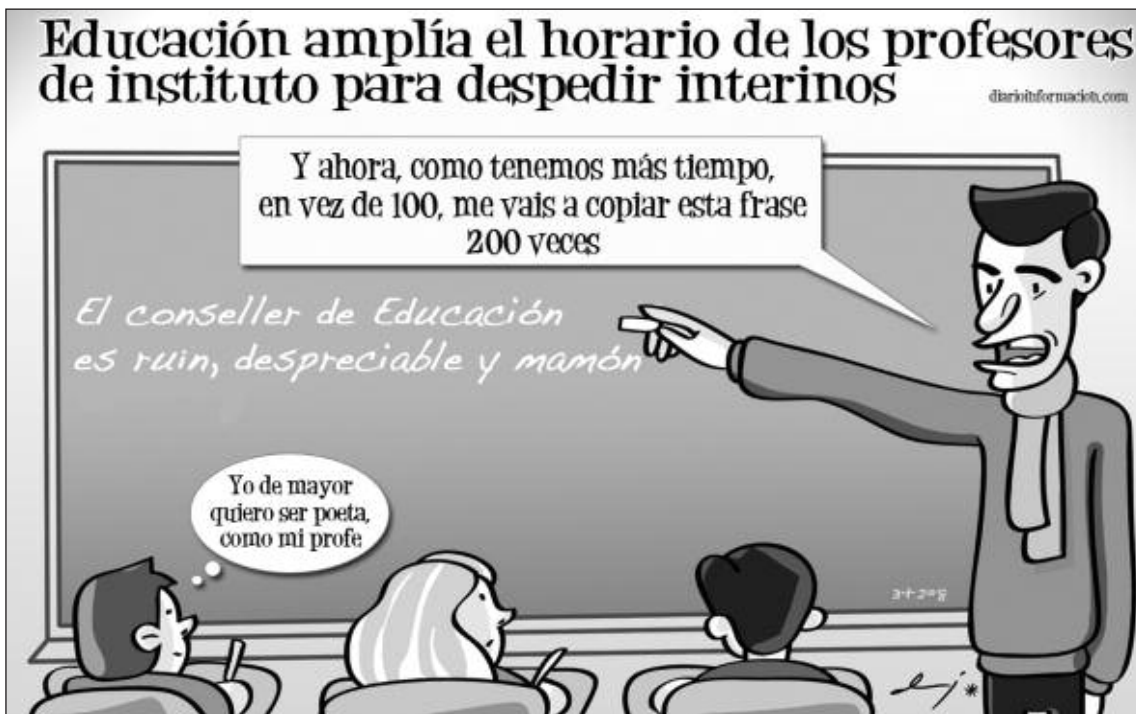 Educación amplía el horario de los profesores
de instituto para despedir interinos
diarioinformacion.com
Y ahora, como tenemos más tiempo,
en vez de 100, me vais a copiar esta frase
200 veces
El conseller de Educación
es ruin, despreciable y mamón
Yo de mayor
quiero ser poeta,
como mi profe